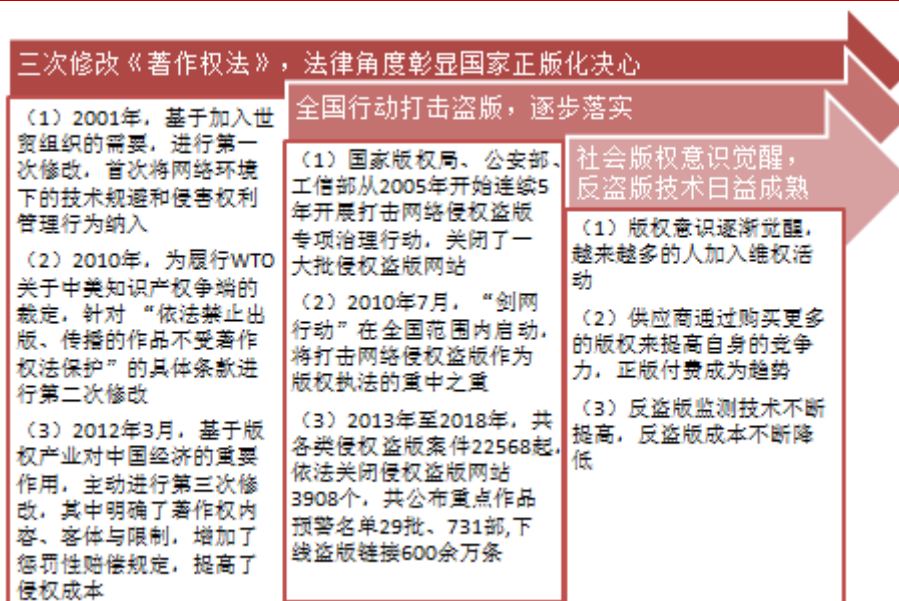 三次修改《著作权法》，法律角度彰显国家正版化决心
（1）2001年，基于加入世
贸组织的需要，进行第一
次修改，首次将网络环境
下的技术规避和侵害权利
管理行为纳入
（2）2010年，为履行WTO
关于中美知识产权争端的
裁定，针对 “依法禁止出
版、传播的作品不受著作
权法保护”的具体条款进
行第二次修改
（3）2012年3月，基于版
权产业对中国经济的重要
作用，主动进行第三次修
改，其中明确了著作权内
容、客体与限制，增加了
惩罚性赔偿规定，提高了
侵权成本
全国行动打击盗版，逐步落实
（1）国家版权局、公安部、
工信部从2005年开始连续5
年开展打击网络侵权盗版
专项治理行动，关闭了一
大批侵权盗版网站
（2）2010年7月，“剑网
行动”在全国范围内启动，
将打击网络侵权盗版作为
版权执法的重中之重
（3）2013年至2018年，共
各类侵权盗版案件22568起，
依法关闭侵权盗版网站
3908个，共公布重点作品
预警名单29批、731部,下
线盗版链接600余万条
社会版权意识觉醒，
反盗版技术日益成熟
（1）版权意识逐渐觉醒，
越来越多的人加入维权活
动
（2）供应商通过购买更多
的版权来提高自身的竞争
力，正版付费成为趋势
（3）反盗版监测技术不断
提高，反盗版成本不断降
低